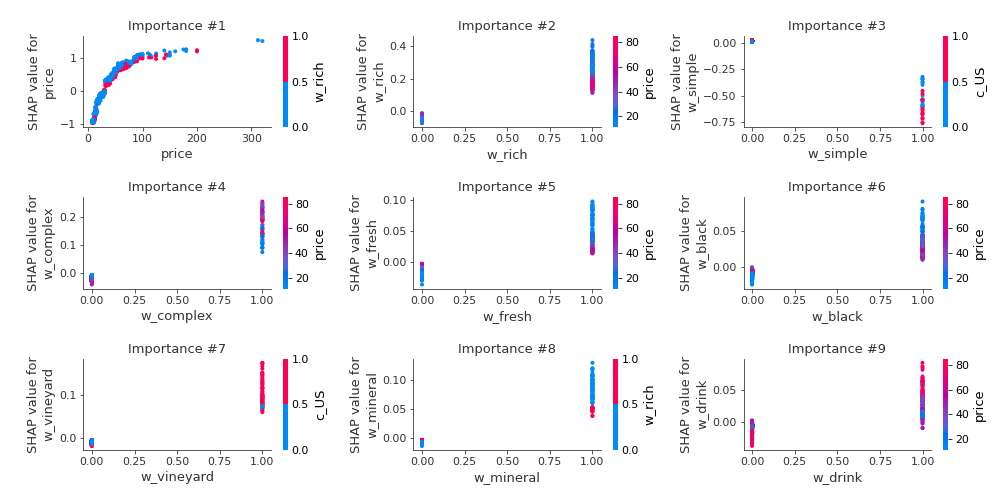 Importance #1
SHAP value for
price
1
0
−1
0
100
200
300
price
1.0
0.5
0.0
w_rich
Importance #2
SHAP value for
w_rich
0.4
0.2
0.0
0.00 0.25 0.50 0.75 1.00
w_rich
80
60
40
20
price
Importance #3
SHAP value for
w_simple
0.00
−0.25
−0.50
−0.75
0.00 0.25 0.50 0.75 1.00
w_simple
1.0
0.5
0.0
c_US
Importance #4
SHAP value for
w_complex
0.2
0.1
0.0
0.00 0.25 0.50 0.75 1.00
w_complex
80
60
40
20
price
Importance #5
SHAP value for
w_fresh
0.10
0.05
0.00
0.00 0.25 0.50 0.75 1.00
w_fresh
80
60
40
20
price
Importance #6
SHAP value for
w_black
0.05
0.00
0.00 0.25 0.50 0.75 1.00
w_black
80
60
40
20
price
Importance #7
SHAP value for
w_vineyard
0.1
0.0
0.00 0.25 0.50 0.75 1.00
w_vineyard
1.0
0.5
0.0
c_US
Importance #8
SHAP value for
w_mineral
0.10
0.05
0.00
0.00 0.25 0.50 0.75 1.00
w_mineral
1.0
0.5
0.0
w_rich
Importance #9
SHAP value for
w_drink
0.05
0.00
0.00 0.25 0.50 0.75 1.00
w_drink
80
60
40
20
price